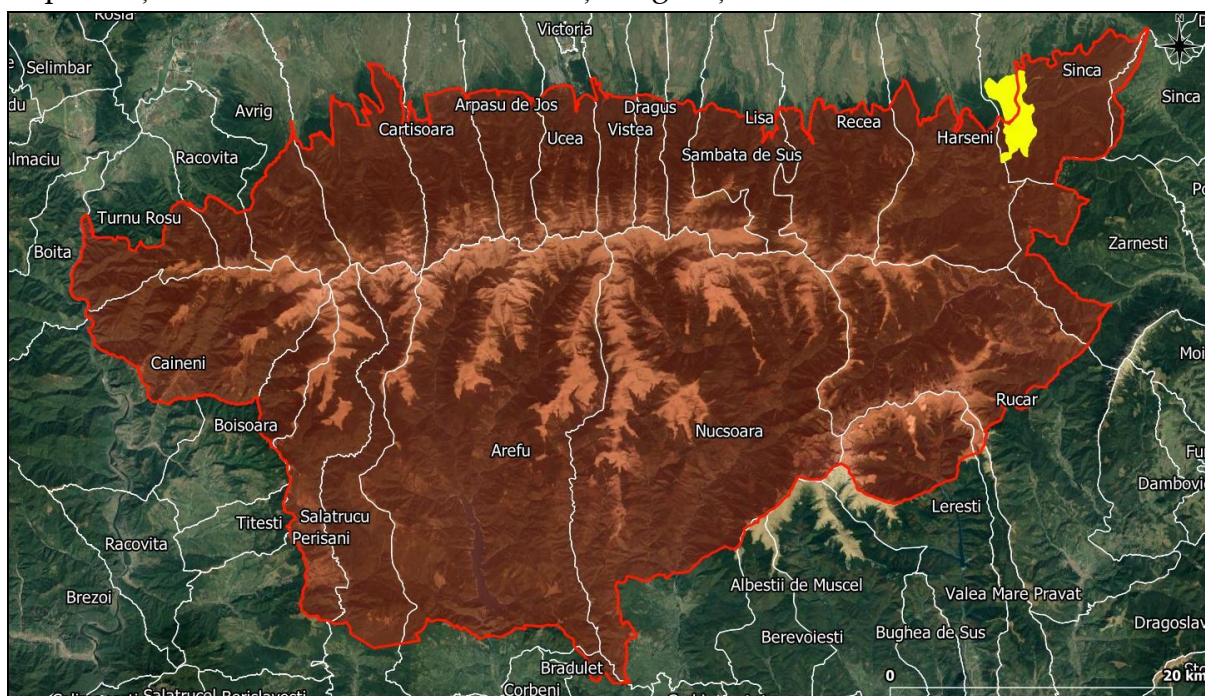 Victoria
N
Selimbar
Sinca
Avrig
Arpasu de Jos
Dragus
Sinca
Cartisoara
Lisa
Recea
Ucea
Vistea
Harseni
Racovita
Sambata de Sus
Turnu Rosu
Boita
Zarnesti
Caineni
Rucar
Boisoara
Nucsoara
Arefu
Leresti
Salatrucu
Titesti
Perisani
Racovita
Albestii de Muscel
Brezoi
Valea Mare Pravat
Berevoiesti
Bughea de Sus
Bradulet
0
20 km
Corbeni